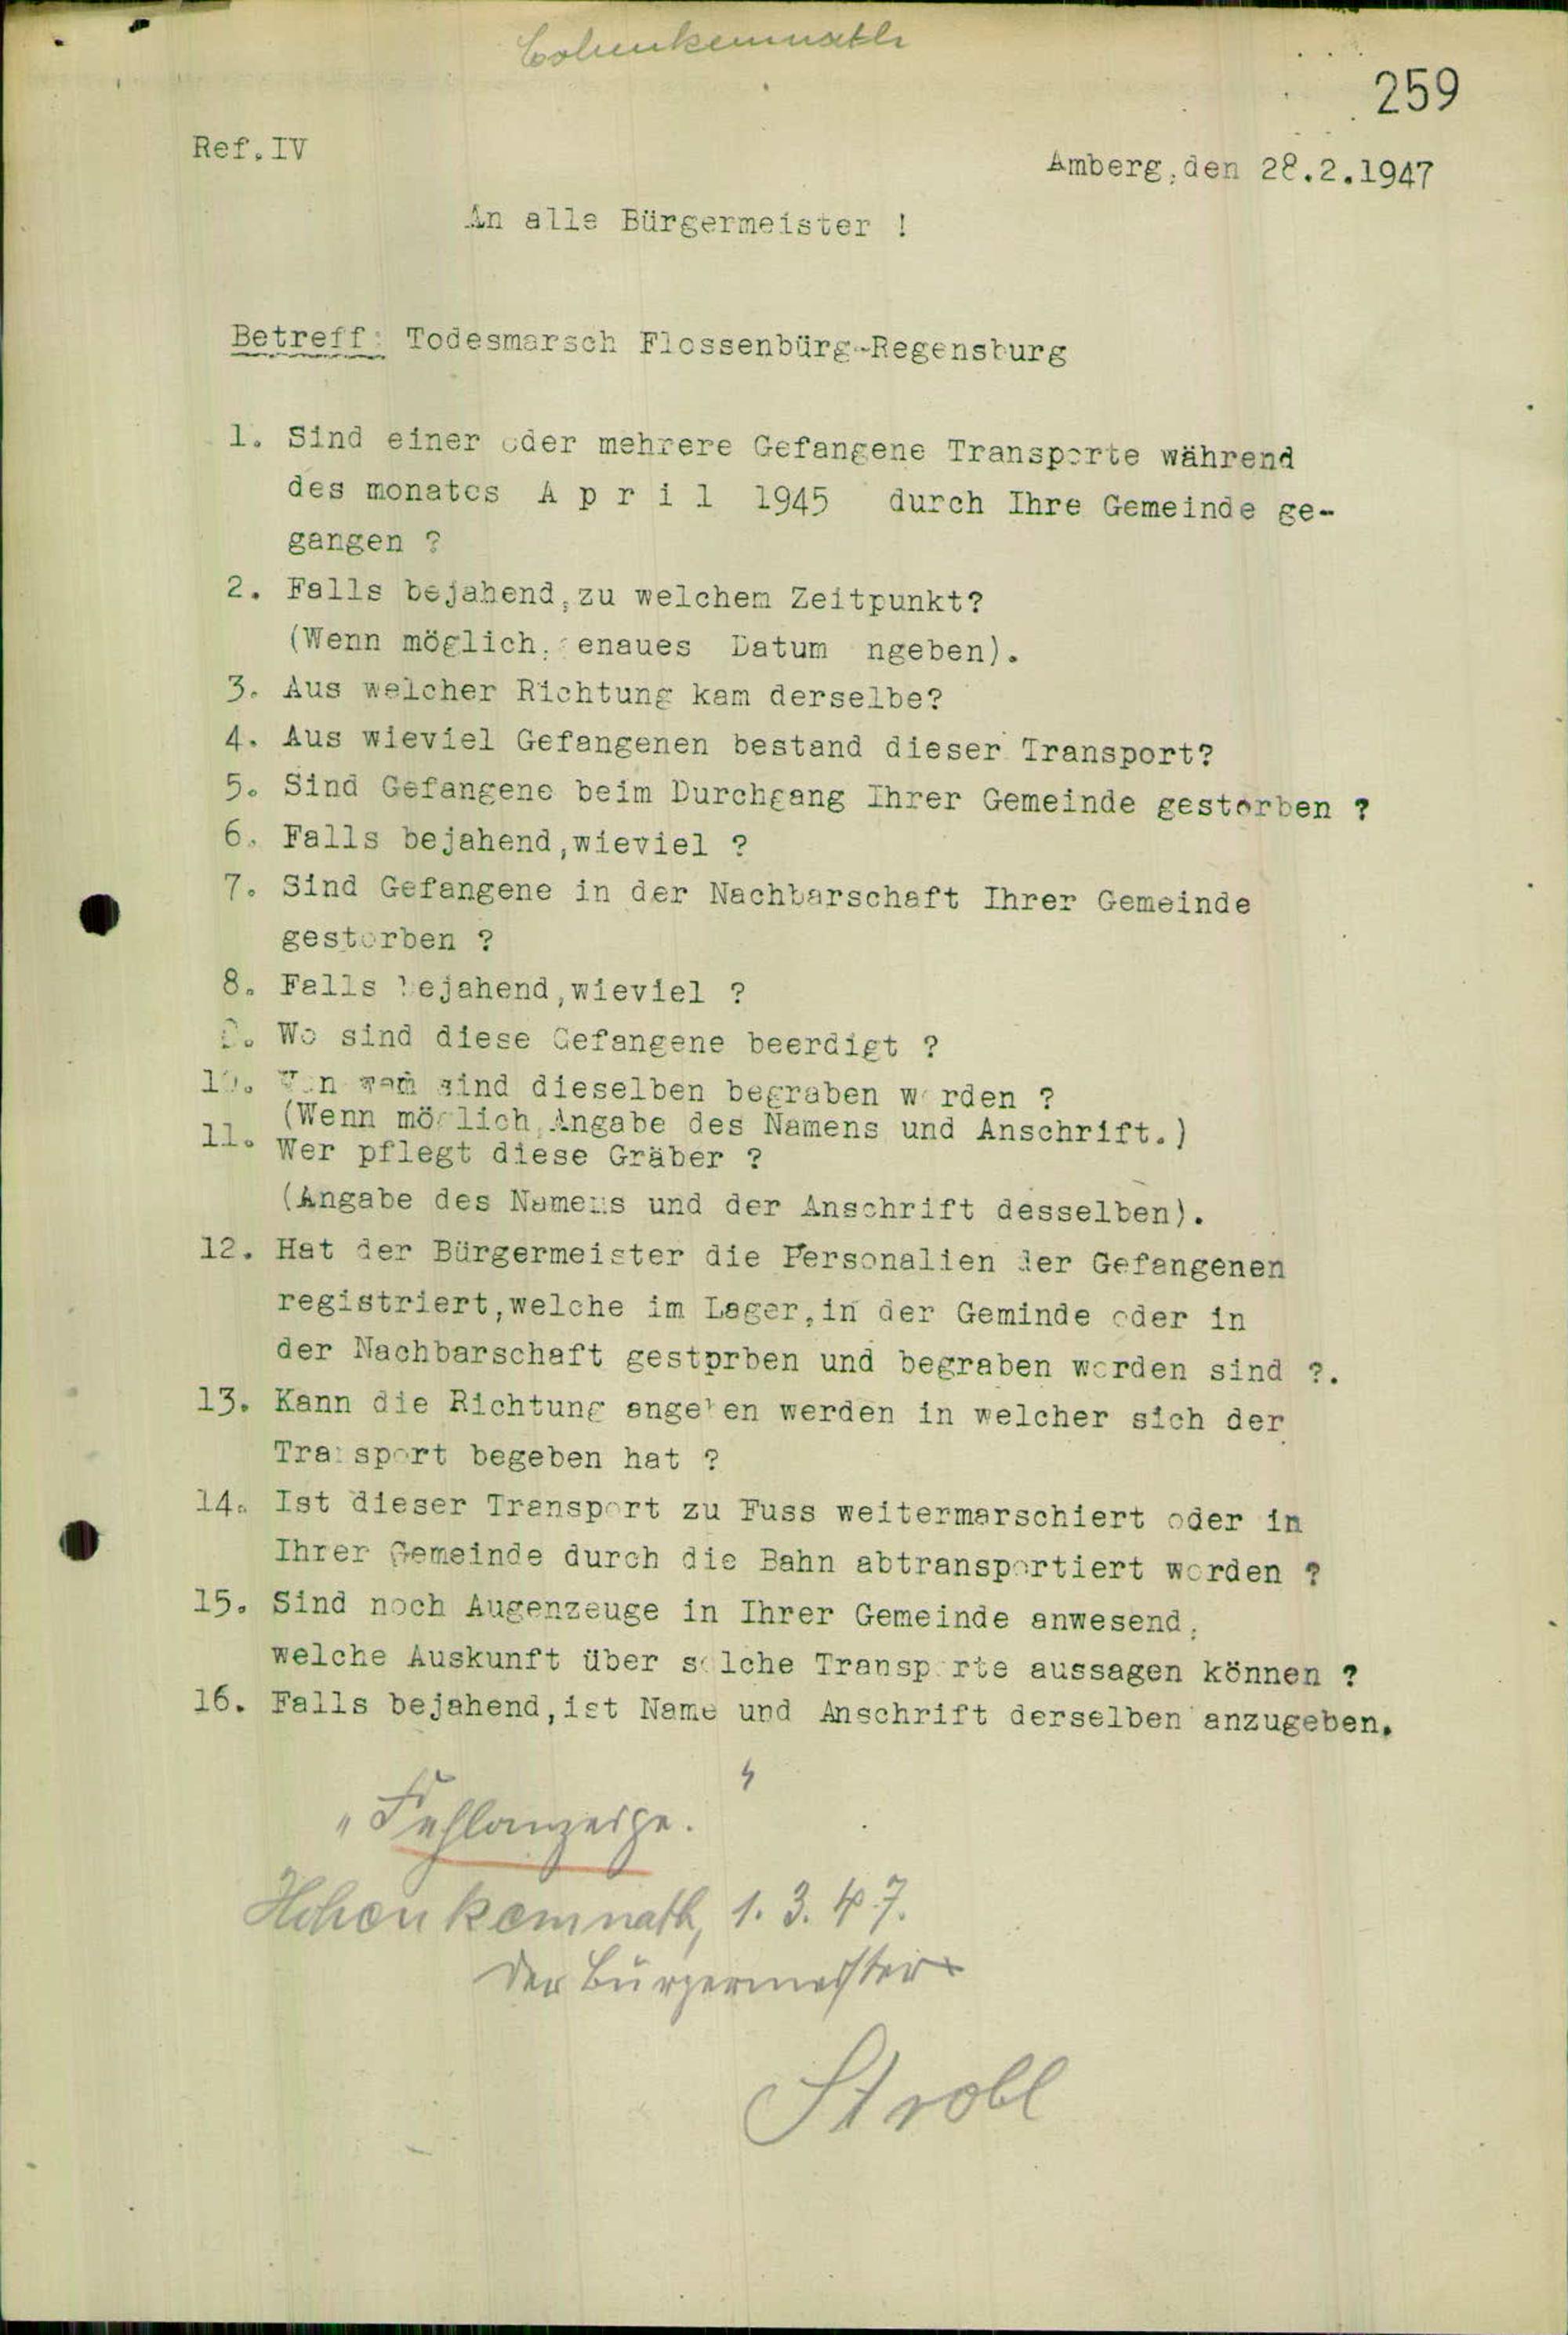 Hohenkemnath
259
Ref.IV
Amberg,den 28.2.1947
An alle Bürgermeister !
Betreff: Todesmarsch Flossenbürg-Regensburg
1. Sind einer oder mehrere Gefangene Transporte während
des monates A p r i l 1945 durch Ihre Gemeinde ge-
gangen ?
2. Falls bejahend,zu welchem Zeitpunkt?
(Wenn möglich, genaues Datum angeben).
3. Aus welcher Richtung kam derselbe?
4. Aus wieviel Gefangenen bestand dieser Transport?
5. Sind Gefangene beim Durchgang Ihrer Gemeinde gestorben ?
6. Falls bejahend,wieviel ?
7. Sind Gefangene in der Nachbarschaft Ihrer Gemeinde
gestorben ?
8. Falls bejahend,wieviel ?
9. Wo sind diese Gefangene beerdigt ?
10. Von wem sind dieselben begraben worden ?
(Wenn möglich,Angabe des Namens und Anschrift.)
11. Wer pflegt diese Gräber ?
(Angabe des Namens und der Anschrift desselben).
12. Hat der Bürgermeister die Personalien der Gefangenen
registriert,welche im Lager,in der Geminde oder in
der Nachbarschaft gestprben und begraben worden sind ?.
13. Kann die Richtung angeben werden in welcher sich der
Transport begeben hat ?
14. Ist dieser Transport zu Fuss weitermarschiert oder in
Ihrer Gemeinde durch die Bahn abtransportiert worden ?
15. Sind noch Augenzeuge in Ihrer Gemeinde anwesend,
welche Auskunft über solche Transporte aussagen können ?
16. Falls bejahend,ist Name und Anschrift derselben anzugeben.
"Fehlanzeige."
Hohenkemnath, 1. 3. 47.
Der Bürgermeister
Strobl